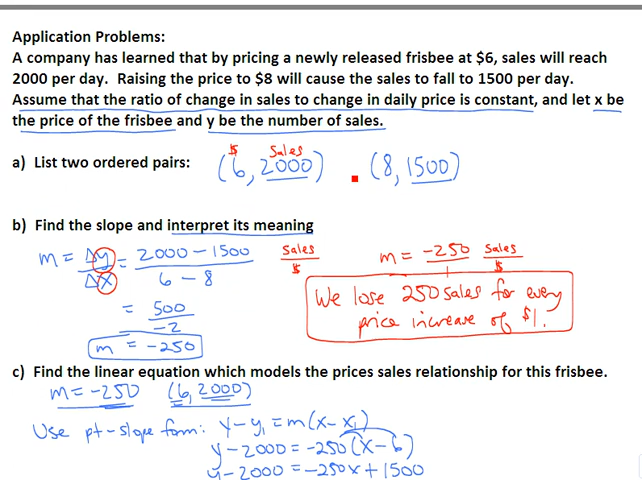 Application Problems:
A company has learned that by pricing a newly released frisbee at $6, sales will reach
2000 per day. Raising the price to $8 will cause the sales to fall to 1500 per day.
Assume that the ratio of change in sales to change in daily price is constant, and let x be
the price of the frisbee and y be the number of sales.
$ Sales
a) List two ordered pairs: (6, 2000) . (8, 1500)
b) Find the slope and interpret its meaning
m = Δy/Δx = (2000 - 1500)/(6 - 8) Sales/$ m = -250/1 Sales/$
= 500/-2 We lose 250 sales for every
m = -250 price increase of $1.
c) Find the linear equation which models the prices sales relationship for this frisbee.
m = -250 (6, 2000)
Use pt-slope form: y - y₁ = m(x - x₁)
y - 2000 = -250(x - 6)
y - 2000 = -250x + 1500